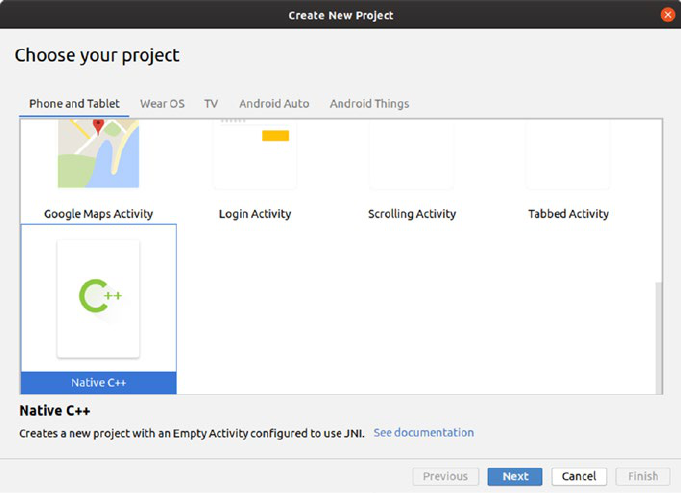 Create New Project
Choose your project
Phone and Tablet Wear OS TV Android Auto Android Things
Google Maps Activity Login Activity Scrolling Activity Tabbed Activity
C++
Native C++
Native C++
Creates a new project with an Empty Activity configured to use JNI. See documentation
Previous Next Cancel Finish